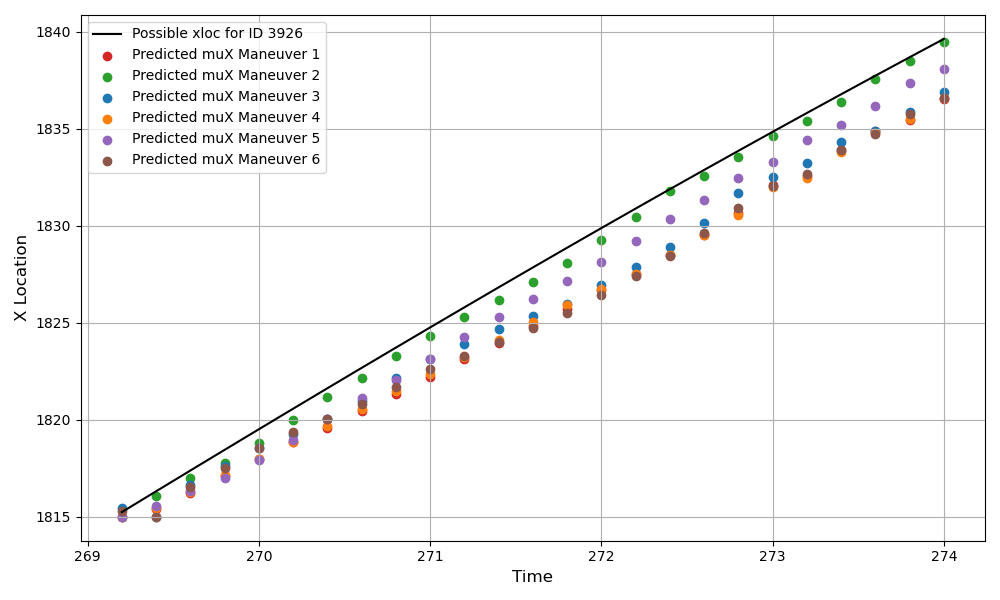 Possible xloc for ID 3926
Predicted muX Maneuver 1
Predicted muX Maneuver 2
Predicted muX Maneuver 3
Predicted muX Maneuver 4
Predicted muX Maneuver 5
Predicted muX Maneuver 6
1840
1835
1830
1825
1820
1815
X Location
269
270
271
272
273
274
Time